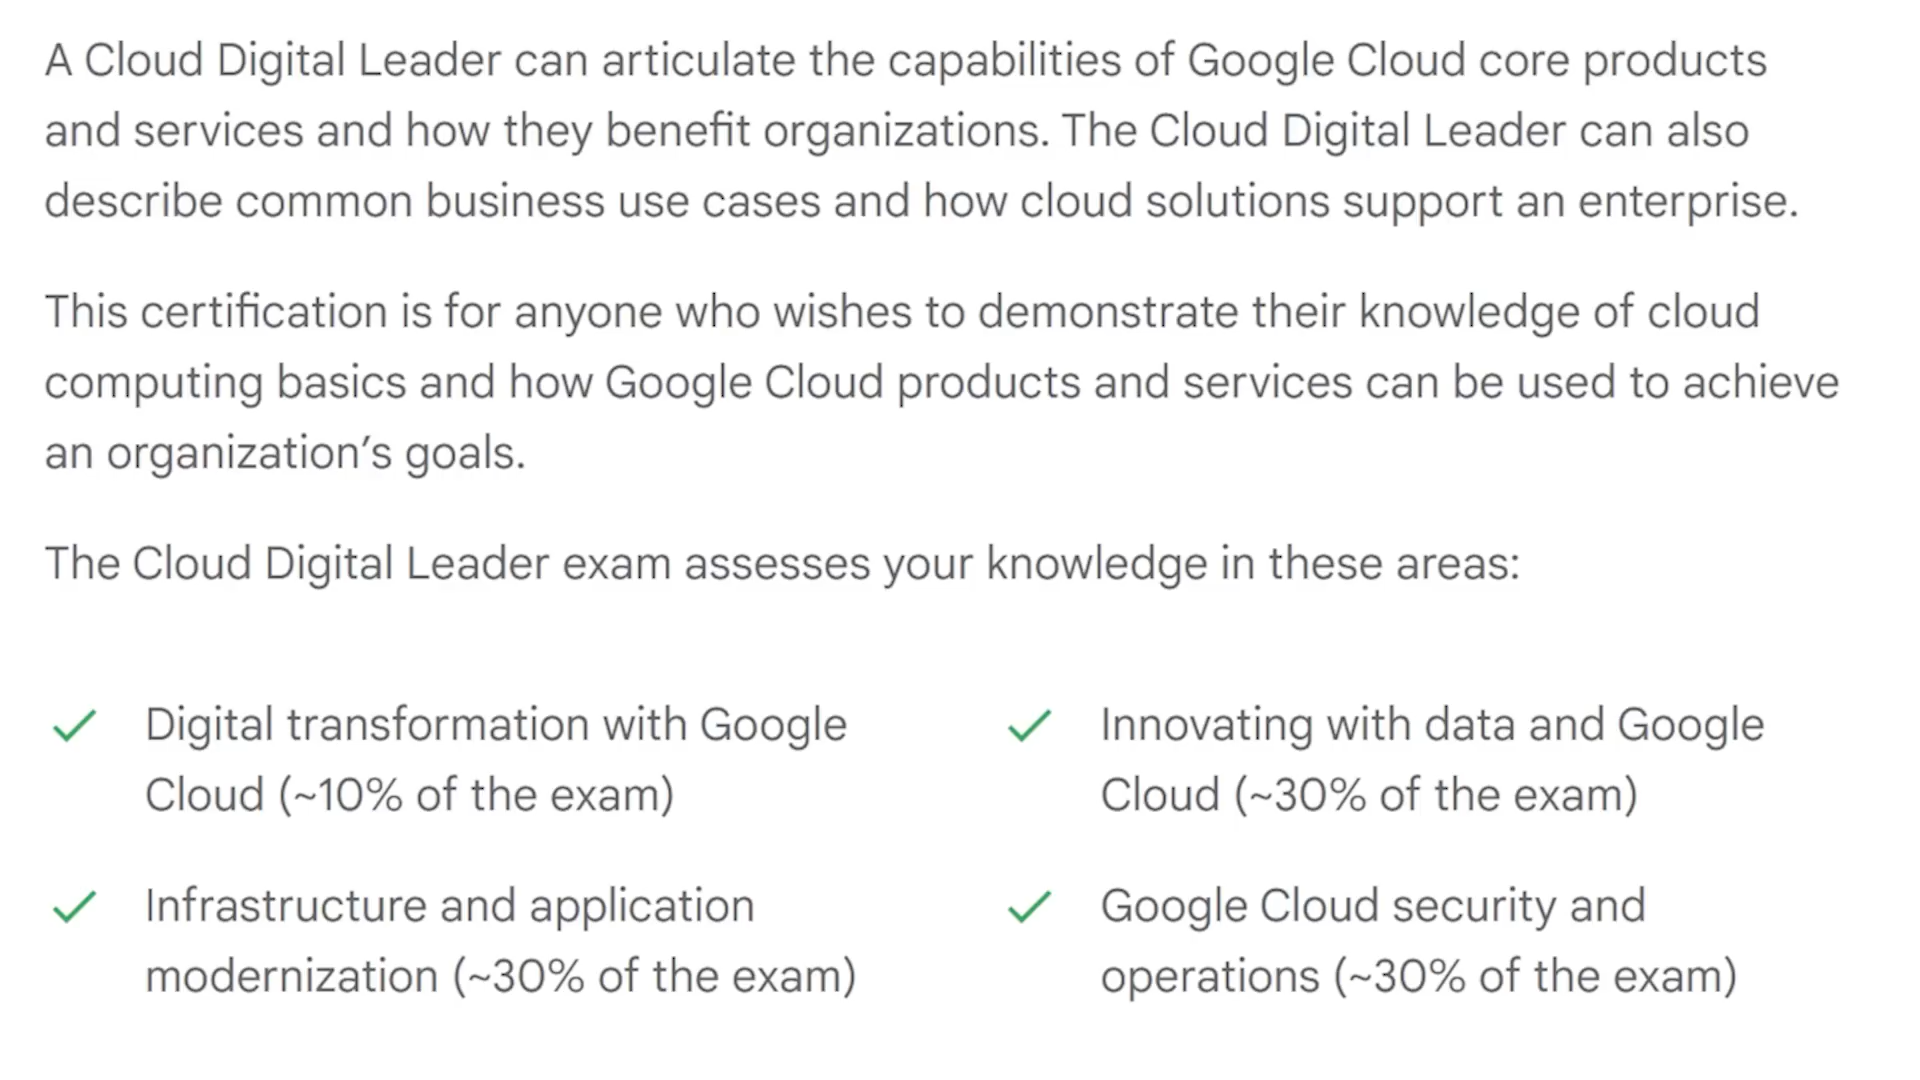 A Cloud Digital Leader can articulate the capabilities of Google Cloud core products
and services and how they benefit organizations. The Cloud Digital Leader can also
describe common business use cases and how cloud solutions support an enterprise.
This certification is for anyone who wishes to demonstrate their knowledge of cloud
computing basics and how Google Cloud products and services can be used to achieve
an organization’s goals.
The Cloud Digital Leader exam assesses your knowledge in these areas:
Digital transformation with Google
Cloud (~10% of the exam)
Innovating with data and Google
Cloud (~30% of the exam)
Infrastructure and application
modernization (~30% of the exam)
Google Cloud security and
operations (~30% of the exam)